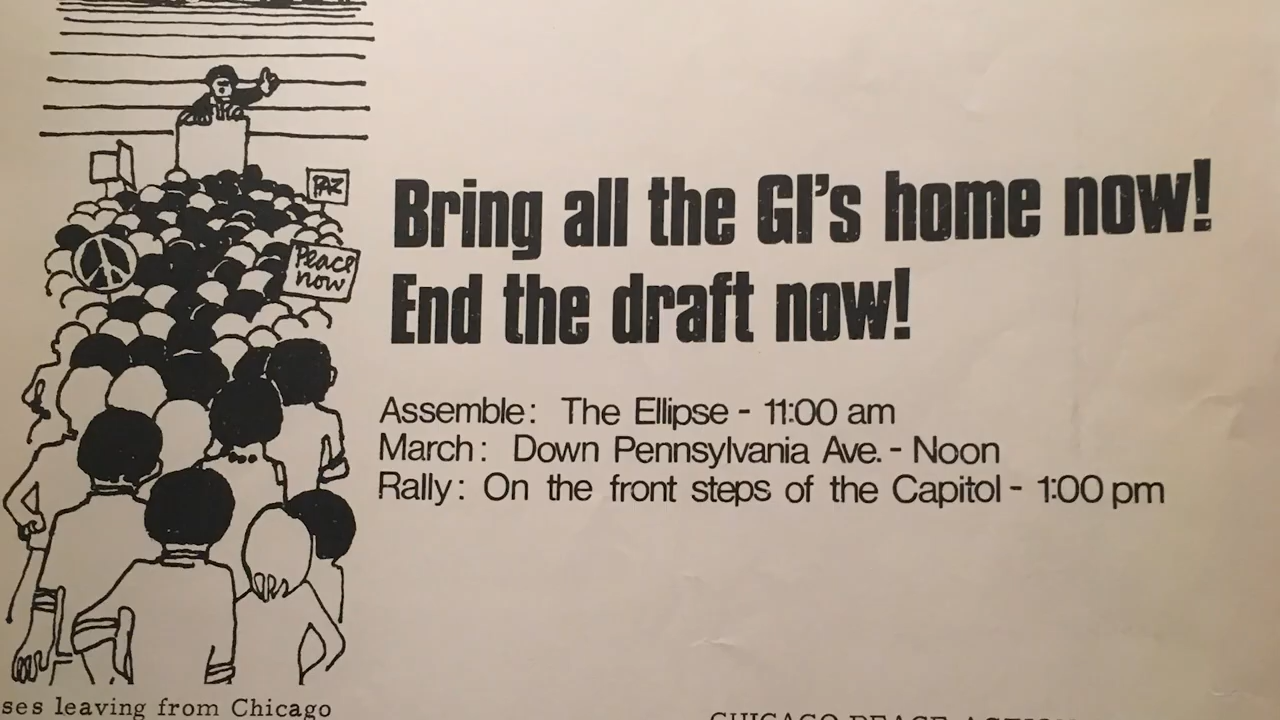 PAZ
Peace
now
Bring all the GI's home now!
End the draft now!
Assemble: The Ellipse - 11:00 am
March: Down Pennsylvania Ave. - Noon
Rally: On the front steps of the Capitol - 1:00 pm
ses leaving from Chicago
CHICAGO PEACE